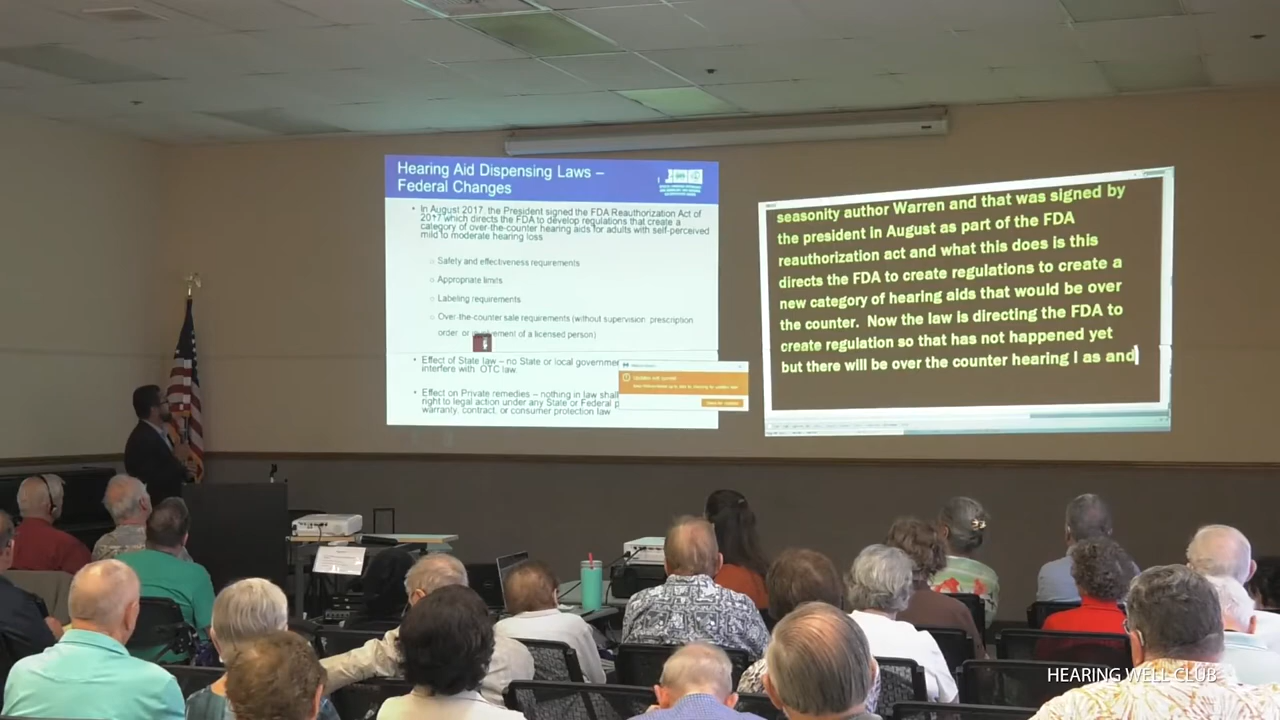 Hearing Aid Dispensing Laws –
Federal Changes
• In August 2017, the President signed the FDA Reauthorization Act of
2017 which directs the FDA to develop regulations that create a
category of over-the-counter hearing aids for adults with self-perceived
mild to moderate hearing loss
○ Safety and effectiveness requirements
○ Appropriate limits
○ Labeling requirements
○ Over-the-counter sale requirements (without supervision, prescription
order, or involvement of a licensed person)
• Effect of State law – no State or local governme
interfere with OTC law.
• Effect on Private remedies – nothing in law shall
right to legal action under any State or Federal p
warranty, contract, or consumer protection law
seasonity author Warren and that was signed by
the president in August as part of the FDA
reauthorization act and what this does is this
directs the FDA to create regulations to create a
new category of hearing aids that would be over
the counter. Now the law is directing the FDA to
create regulation so that has not happened yet
but there will be over the counter hearing I as and
HEARING WELL CLUB